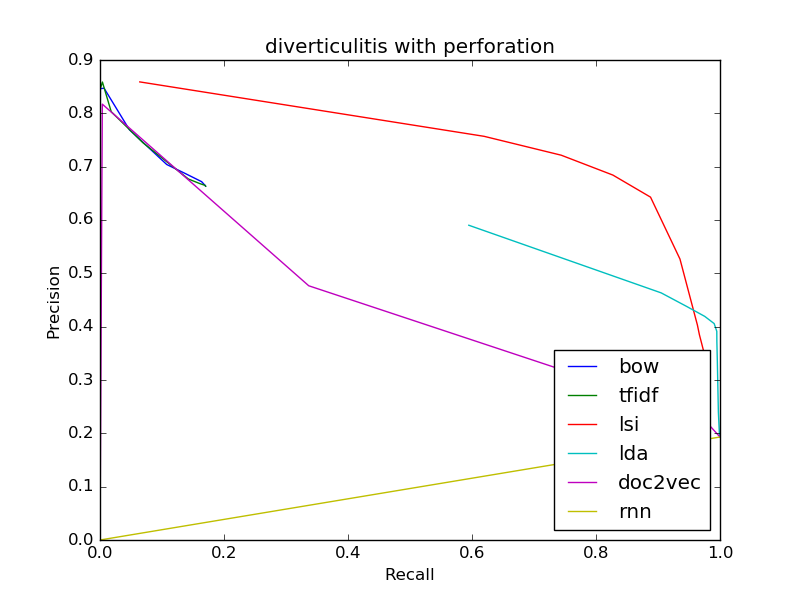 diverticulitis with perforation
0.9
0.8
0.7
0.6
0.5
0.4
0.3
0.2
0.1
0.0
Precision
bow
tfidf
lsi
lda
doc2vec
rnn
0.0 0.2 0.4 0.6 0.8 1.0
Recall